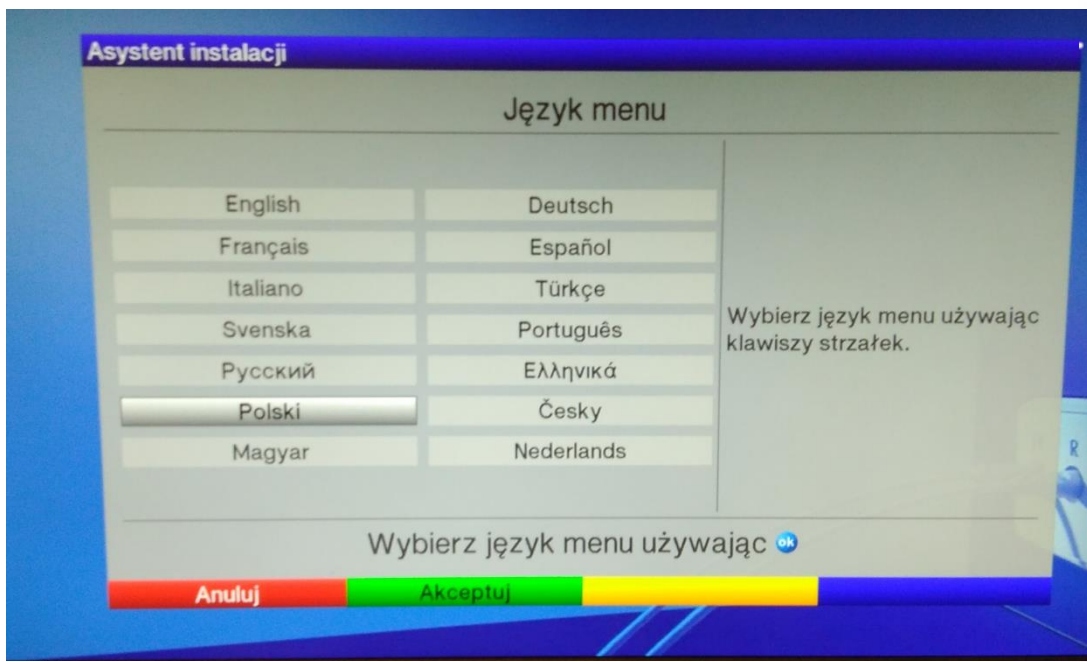 Asystent instalacji
Język menu
English
Deutsch
Français
Español
Italiano
Türkçe
Svenska
Português
Русский
Ελληνικά
Polski
Česky
Magyar
Nederlands
Wybierz język menu używając
klawiszy strzałek.
R
Wybierz język menu używając ok
Anuluj
Akceptuj